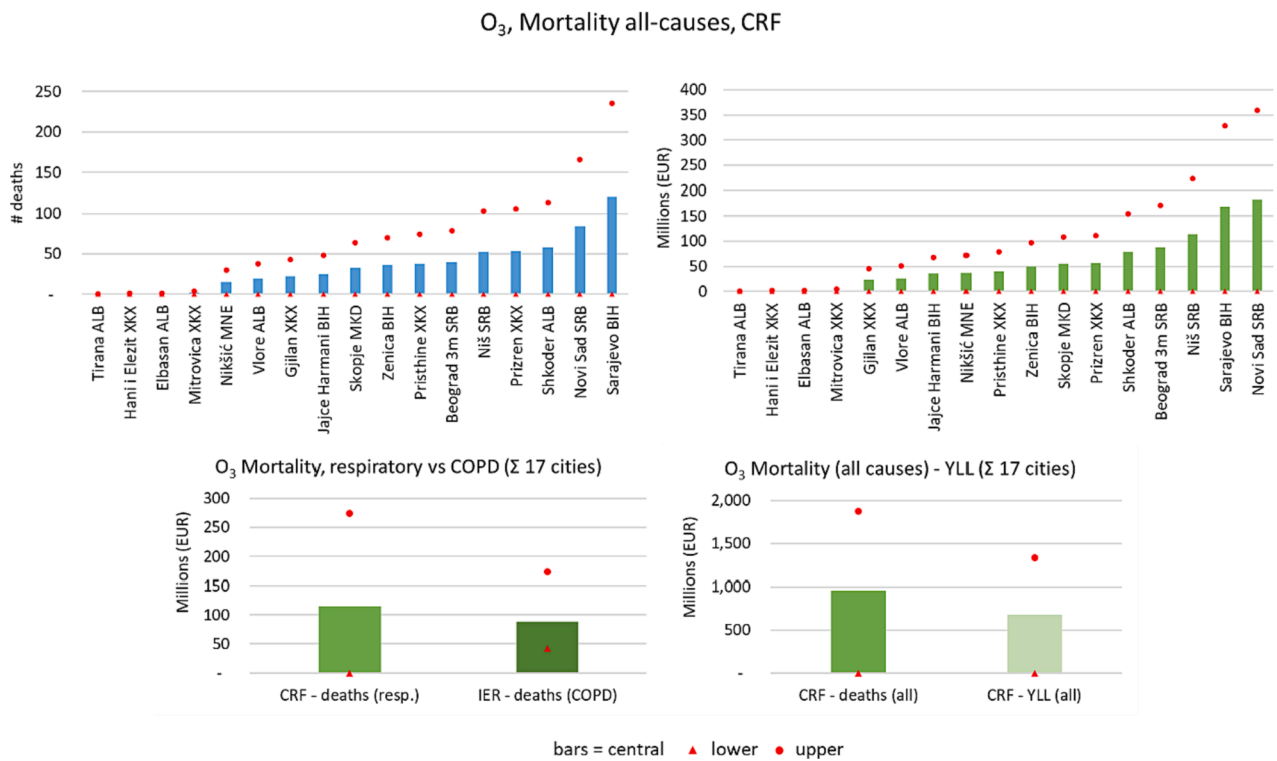 O₃, Mortality all-causes, CRF
250
200
150
100
50
-
# deaths
Tirana ALB
Hani i Elezit XKX
Elbasan ALB
Mitrovica XKX
Nikšić MNE
Vlore ALB
Gjilan XKX
Jajce Harmani BIH
Skopje MKD
Zenica BIH
Pristhine XKX
Beograd 3m SRB
Niš SRB
Prizren XKX
Shkoder ALB
Novi Sad SRB
Sarajevo BIH
400
350
300
250
200
150
100
50
0
Millions (EUR)
Tirana ALB
Hani i Elezit XKX
Elbasan ALB
Mitrovica XKX
Gjilan XKX
Vlore ALB
Jajce Harmani BIH
Nikšić MNE
Pristhine XKX
Zenica BIH
Skopje MKD
Prizren XKX
Shkoder ALB
Beograd 3m SRB
Niš SRB
Sarajevo BIH
Novi Sad SRB
O₃ Mortality, respiratory vs COPD (Σ 17 cities)
300
250
200
150
100
50
-
Millions (EUR)
CRF - deaths (resp.)
IER - deaths (COPD)
O₃ Mortality (all causes) - YLL (Σ 17 cities)
2,000
1,500
1,000
500
-
Millions (EUR)
CRF - deaths (all)
CRF - YLL (all)
bars = central lower upper